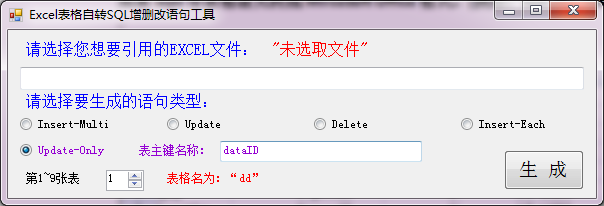 Excel表格自转SQL增删改语句工具
请选择您想要引用的EXCEL文件： "未选取文件"
请选择要生成的语句类型：
Insert-Multi Update Delete Insert-Each
Update-Only 表主键名称： dataID
第1~9张表 1 表格名为：“dd”
生 成